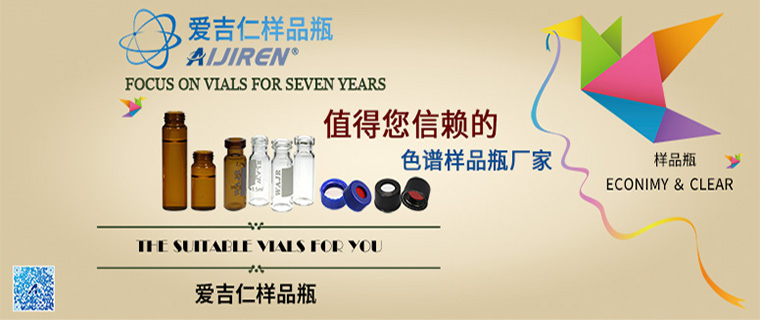 爱吉仁样品瓶
AIJIREN®
FOCUS ON VIALS FOR SEVEN YEARS
值得您信赖的
色谱样品瓶厂家
样品瓶
ECONIMY & CLEAR
WAJR
THE SUITABLE VIALS FOR YOU
爱吉仁样品瓶